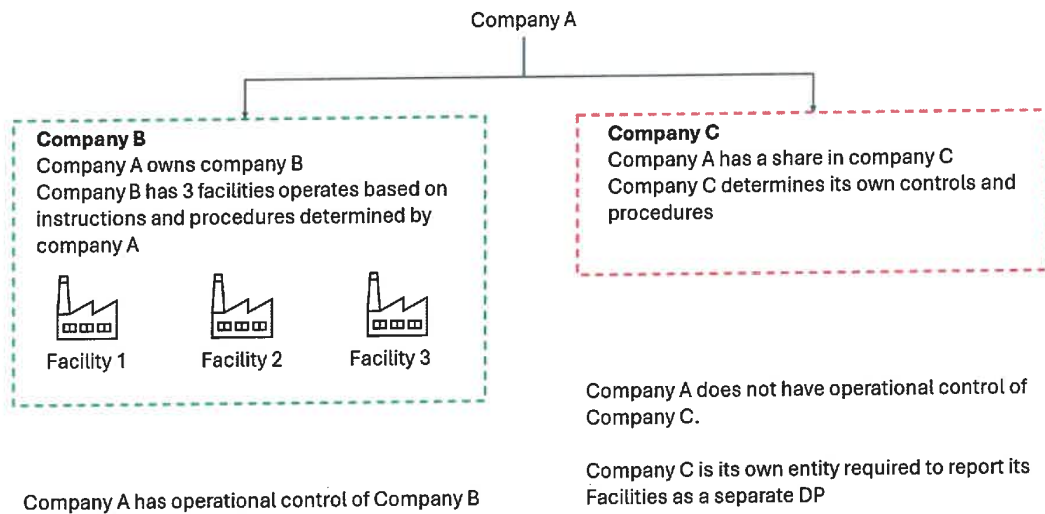 Company A
Company B
Company A owns company B
Company B has 3 facilities operates based on
instructions and procedures determined by
company A
Facility 1
Facility 2
Facility 3
Company A has operational control of Company B
Company C
Company A has a share in company C
Company C determines its own controls and
procedures
Company A does not have operational control of
Company C.
Company C is its own entity required to report its
Facilities as a separate DP